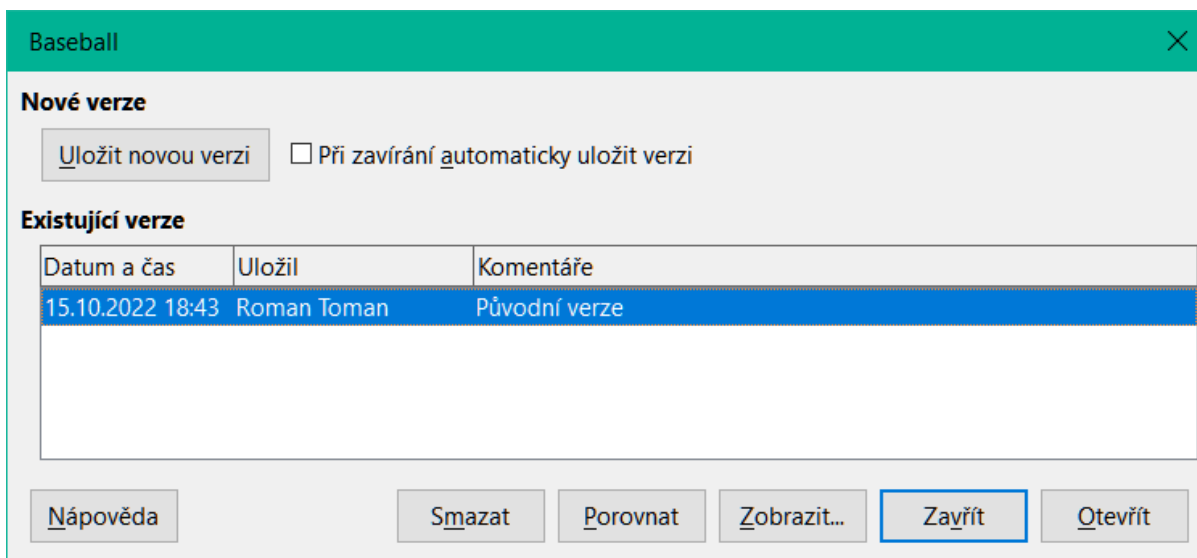 Baseball
Nové verze
Uložit novou verzi Při zavírání automaticky uložit verzi
Existující verze
Datum a čas Uložil Komentáře
15.10.2022 18:43 Roman Toman Původní verze
Nápověda Smazat Porovnat Zobrazit... Zavřít Otevřít